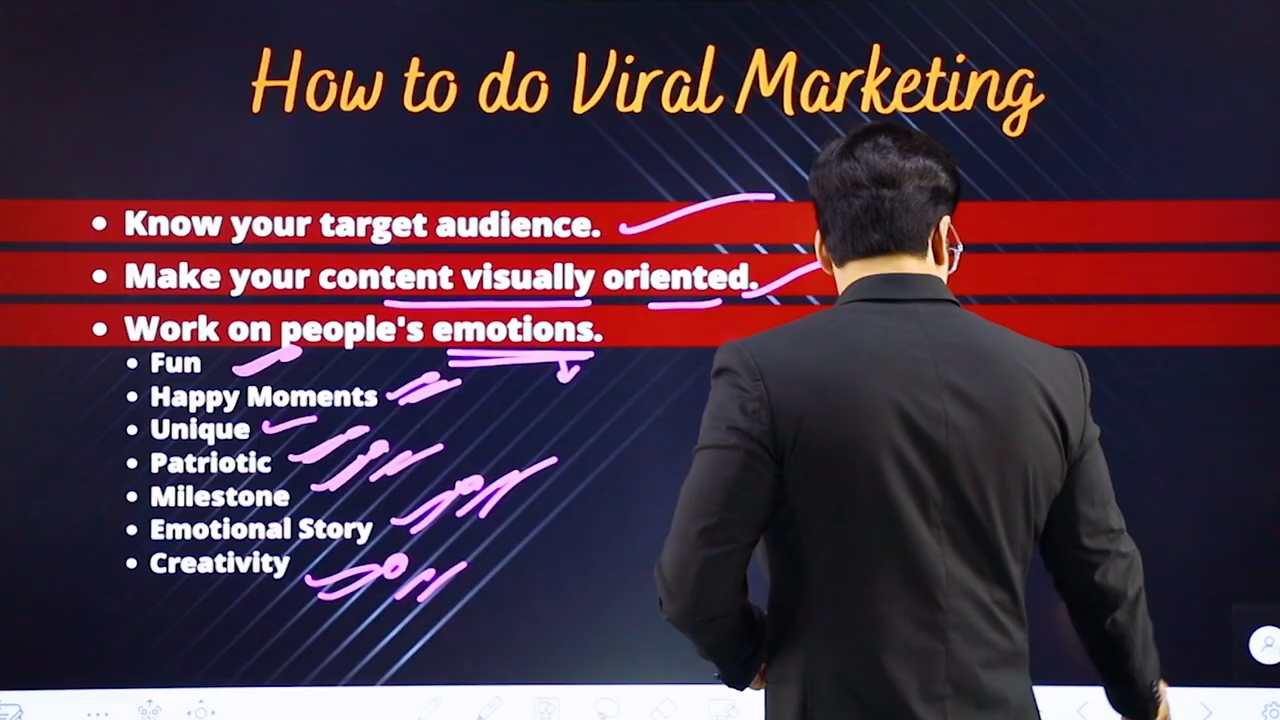 How to do Viral Marketing
• Know your target audience.
• Make your content visually oriented.
• Work on people's emotions.
• Fun
• Happy Moments
• Unique
• Patriotic
• Milestone
• Emotional Story
• Creativity